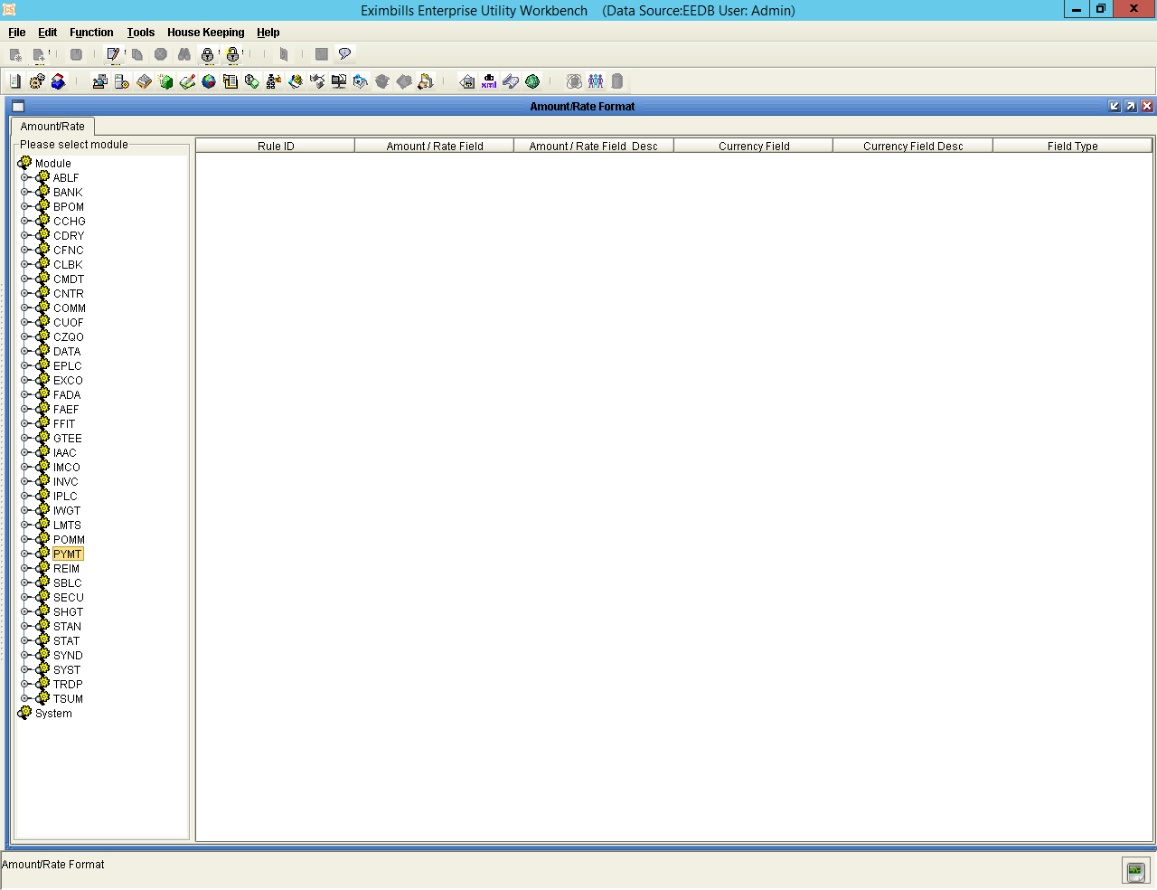 Eximbills Enterprise Utility Workbench (Data Source:EEDB User: Admin)
File Edit Function Tools House Keeping Help
Amount/Rate Format
Amount/Rate
Please select module
Rule ID Amount / Rate Field Amount / Rate Field Desc Currency Field Currency Field Desc Field Type
Module
ABLF
BANK
BPOM
CCHG
CDRY
CFNC
CLBK
CMDT
CNTR
COMM
CUOF
CZQO
DATA
EPLC
EXCO
FADA
FAEF
FFIT
GTEE
IAAC
IMCO
INVC
IPLC
IWGT
LMTS
POMM
PYMT
REIM
SBLC
SECU
SHGT
STAN
STAT
SYND
SYST
TRDP
TSUM
System
Amount/Rate Format